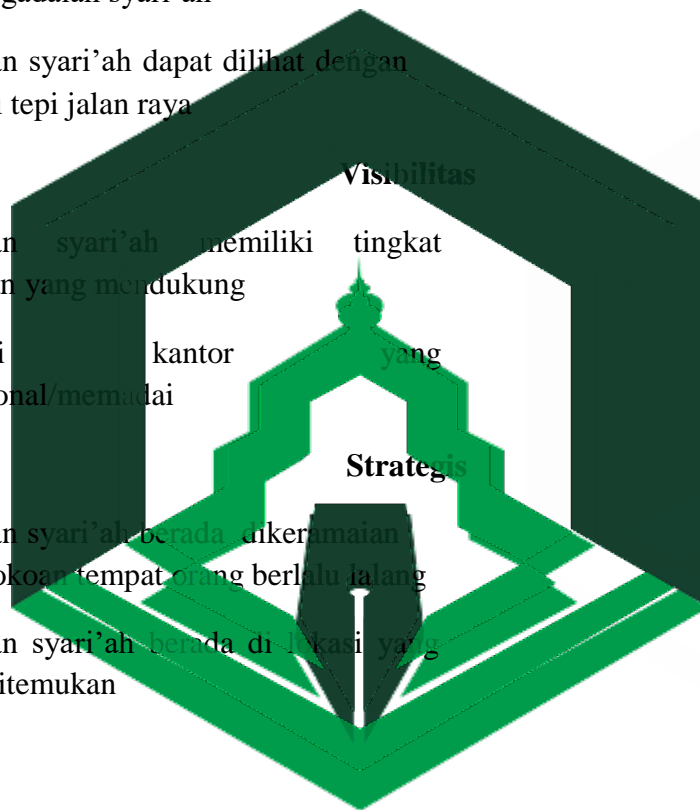 gadaian syari’ah
an syari’ah dapat dilihat dengan
i tepi jalan raya
Visibilitas
an syari’ah memiliki tingkat
n yang mendukung
i kantor yang
onal/memadai
Strategis
an syari’ah berada dikeramaian
okoan tempat orang berlalu lalang
an syari’ah berada di lokasi yang
itemukan